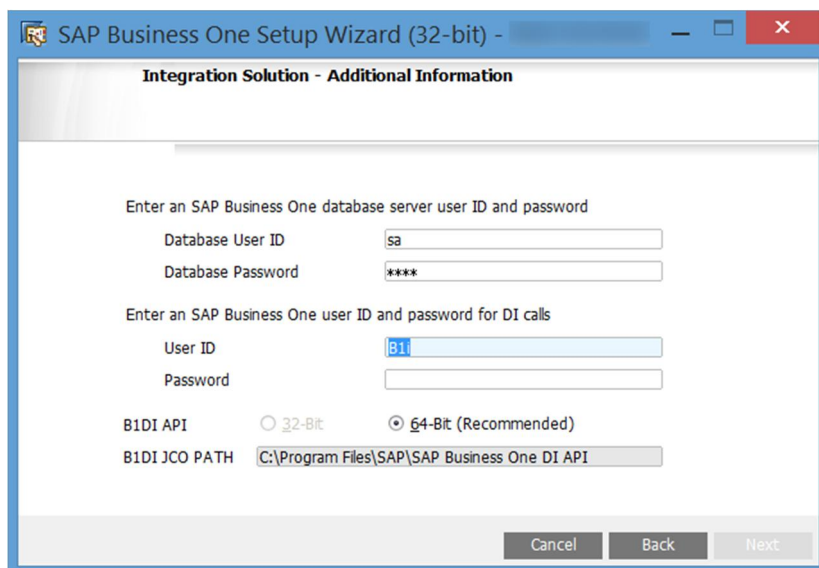 SAP Business One Setup Wizard (32-bit) -
Integration Solution - Additional Information
Enter an SAP Business One database server user ID and password
Database User ID sa
Database Password ****
Enter an SAP Business One user ID and password for DI calls
User ID B1i
Password
B1DI API 32-Bit 64-Bit (Recommended)
B1DI JCO PATH C:\Program Files\SAP\SAP Business One DI API
Cancel Back Next